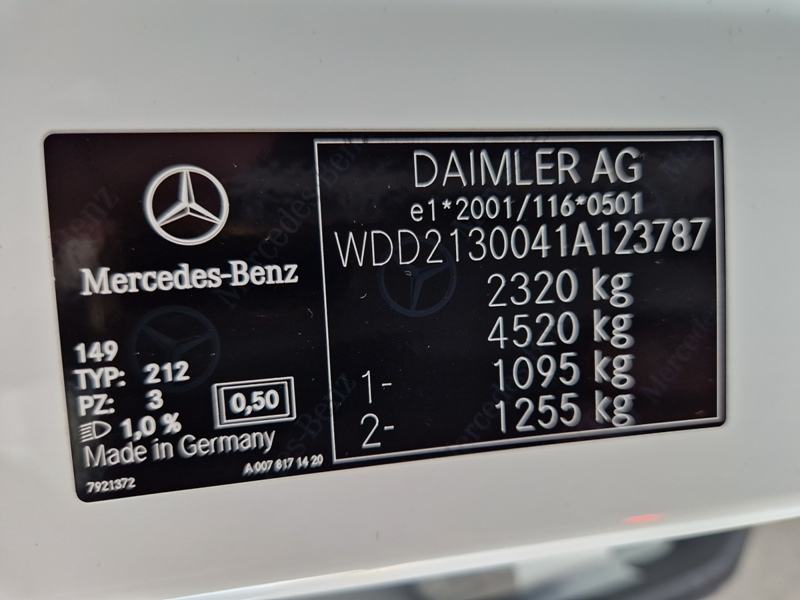 Mercedes-Benz
149
TYP: 212
PZ: 3
1,0 %
0,50
Made in Germany
A 007 817 14 20
7921372
DAIMLER AG
e1*2001/116*0501
WDD2130041A123787
2320 kg
4520 kg
1- 1095 kg
2- 1255 kg